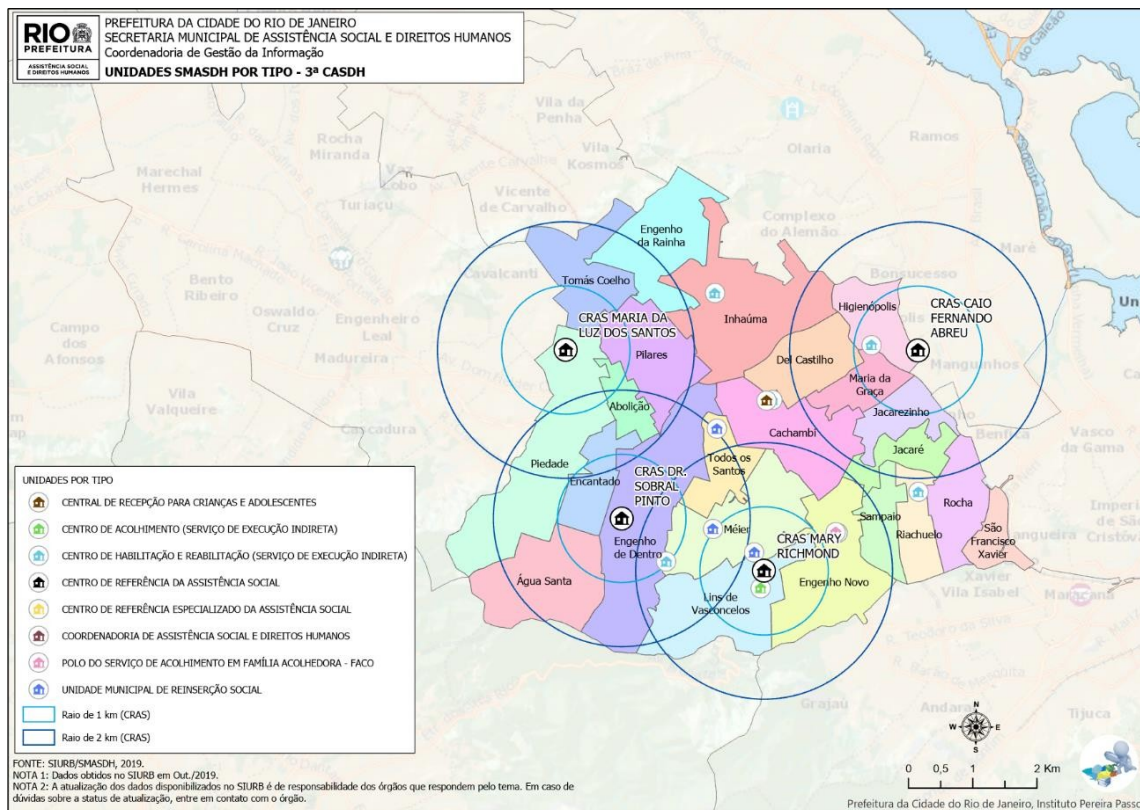 RIO
PREFEITURA
ASSISTÊNCIA SOCIAL
E DIREITOS HUMANOS
PREFEITURA DA CIDADE DO RIO DE JANEIRO
SECRETARIA MUNICIPAL DE ASSISTÊNCIA SOCIAL E DIREITOS HUMANOS
Coordenadoria de Gestão da Informação
UNIDADES SMASDH POR TIPO - 3ª CASDH
Vila da
Penha
Rocha
Miranda
Vila
Kosmos
Olaria
Ramos
Marechal
Hermes
Turiaçu
Vicente
de Carvalho
Complexo
do Alemão
Engenho
da Rainha
Maré
Bento
Ribeiro
Cavalcanti
Tomás Coelho
Bonsucesso
Oswaldo
Cruz
Engenheiro
Leal
Inhaúma
Higienópolis
CRAS CAIO
FERNANDO
ABREU
CRAS MARIA DA
LUZ DOS SANTOS
Campo
dos
Afonsos
Madureira
Pilares
Del Castilho
Manguinhos
Maria da
Graça
Vila
Valqueire
Abolição
Jacarezinho
Cascadura
Cachambi
Benfica
Vasco
da Gama
Jacaré
Piedade
Encantado
Todos os
Santos
CRAS DR.
SOBRAL
PINTO
Rocha
Sampaio
Méier
Riachuelo
São
Francisco
Xavier
Engenho
de Dentro
CRAS MARY
RICHMOND
Água Santa
Engenho Novo
Lins de
Vasconcelos
Vila Isabel
Maracanã
Grajaú
Andaraí
Tijuca
UNIDADES POR TIPO
CENTRAL DE RECEPÇÃO PARA CRIANÇAS E ADOLESCENTES
CENTRO DE ACOLHIMENTO (SERVIÇO DE EXECUÇÃO INDIRETA)
CENTRO DE HABILITAÇÃO E REABILITAÇÃO (SERVIÇO DE EXECUÇÃO INDIRETA)
CENTRO DE REFERÊNCIA DA ASSISTÊNCIA SOCIAL
CENTRO DE REFERÊNCIA ESPECIALIZADO DA ASSISTÊNCIA SOCIAL
COORDENADORIA DE ASSISTÊNCIA SOCIAL E DIREITOS HUMANOS
POLO DO SERVIÇO DE ACOLHIMENTO EM FAMÍLIA ACOLHEDORA - FACO
UNIDADE MUNICIPAL DE REINSERÇÃO SOCIAL
Raio de 1 km (CRAS)
Raio de 2 km (CRAS)
N
W E
S
0 0,5 1 2 Km
FONTE: SIURB/SMASDH, 2019.
NOTA 1: Dados obtidos no SIURB em Out./2019.
NOTA 2: A atualização dos dados disponibilizados no SIURB é de responsabilidade dos órgãos que respondem pelo tema. Em caso de
dúvidas sobre a status de atualização, entre em contato com o órgão.
Prefeitura da Cidade do Rio de Janeiro, Instituto Pereira Passo